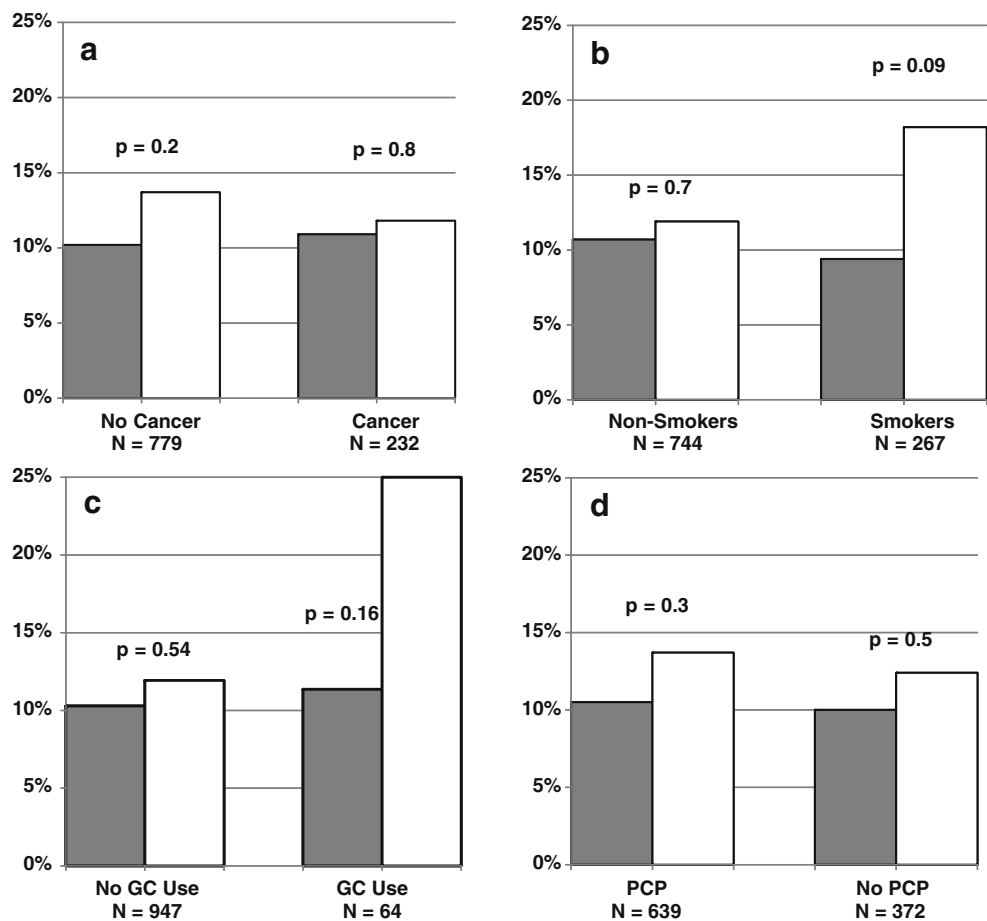 a
25%
20%
15%
10%
5%
0%
p = 0.2
p = 0.8
No Cancer
N = 779
Cancer
N = 232
b
25%
20%
15%
10%
5%
0%
p = 0.7
p = 0.09
Non-Smokers
N = 744
Smokers
N = 267
c
25%
20%
15%
10%
5%
0%
p = 0.54
p = 0.16
No GC Use
N = 947
GC Use
N = 64
d
25%
20%
15%
10%
5%
0%
p = 0.3
p = 0.5
PCP
N = 639
No PCP
N = 372